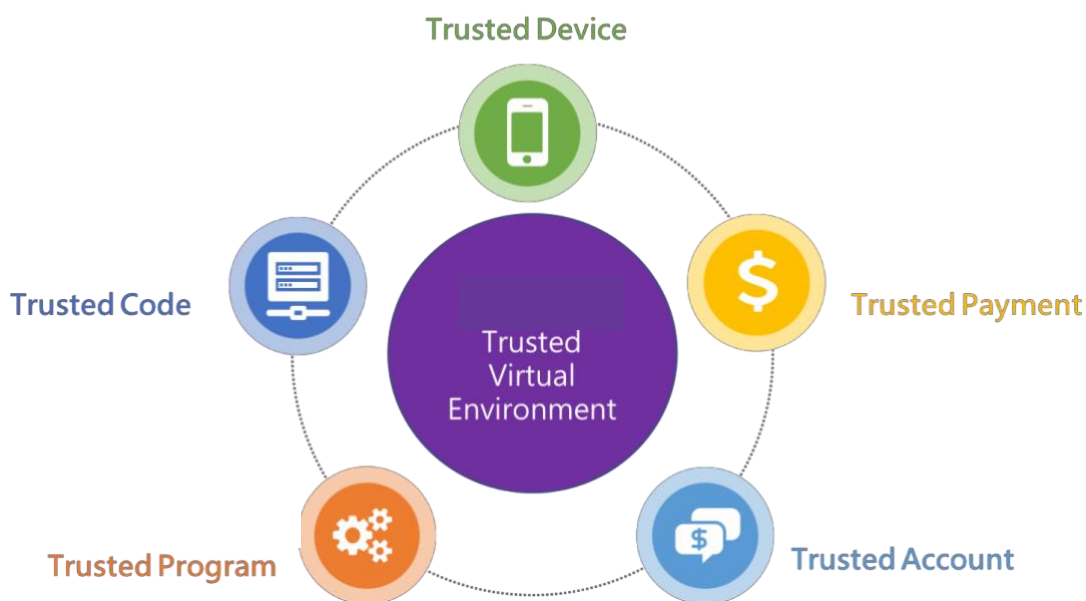 Trusted Device
$
Trusted Code
Trusted Payment
Trusted
Virtual
Environment
$
Trusted Program
Trusted Account